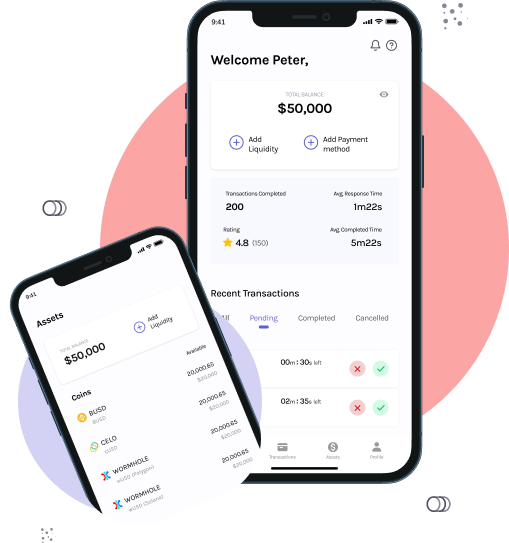 9:41
Welcome Peter,
TOTAL BALANCE
$50,000
Add
Liquidity
Add Payment
method
Transactions Completed
Avg. Response Time
200
1m22s
Rating
Avg. Completed Time
4.8 (150)
5m22s
Recent Transactions
All Pending Completed Cancelled
00m : 30s left
02m : 35s left
Transactions
Assets
Profile
9:41
Assets
TOTAL BALANCE
$50,000
Add
Liquidity
Available
Coins
BUSD
BUSD
20,000.65
$20,000
CELO
cUSD
20,000.65
$20,000
WORMHOLE
wUSD (Polygon)
20,000.65
$20,000
WORMHOLE
wUSD (Solana)
20,000.65
$20,000